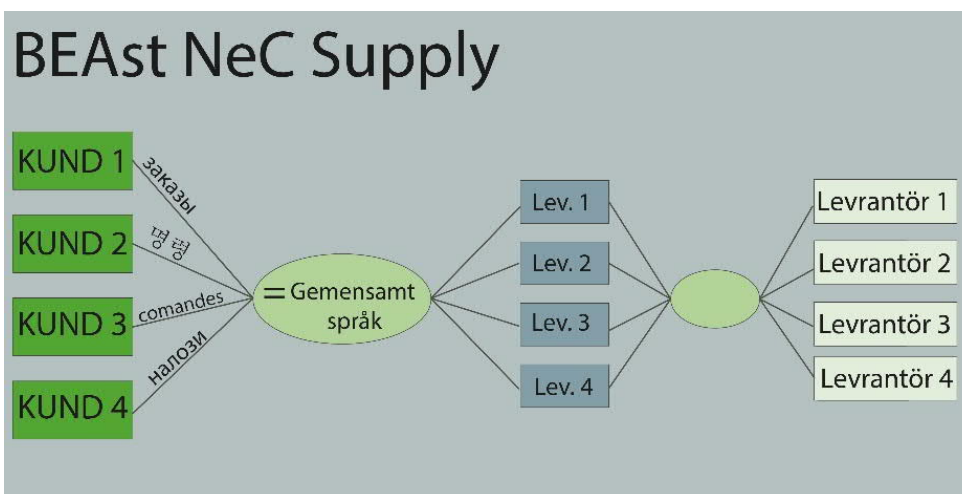 BEAst NeC Supply
KUND 1
заказы
KUND 2
명령
KUND 3
comandes
KUND 4
налози
= Gemensamt
språk
Lev. 1
Lev. 2
Lev. 3
Lev. 4
Levrantör 1
Levrantör 2
Levrantör 3
Levrantör 4